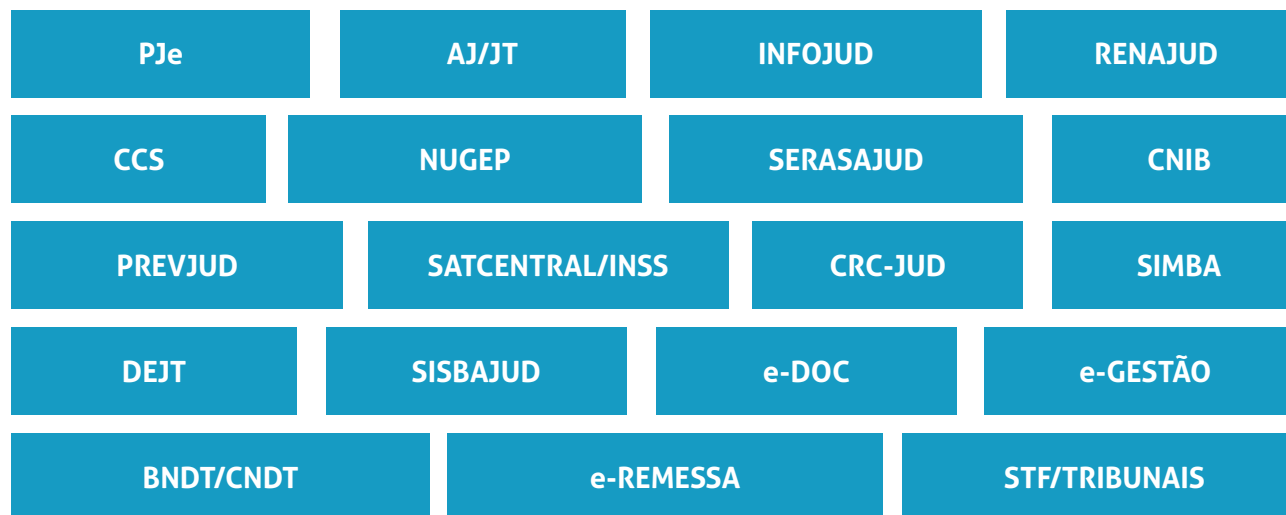 PJe
AJ/JT
INFOJUD
RENAJUD
CCS
NUGEP
SERASAJUD
CNIB
PREVJUD
SATCENTRAL/INSS
CRC-JUD
SIMBA
DEJT
SISBAJUD
e-DOC
e-GESTÃO
BNDT/CNDT
e-REMESSA
STF/TRIBUNAIS